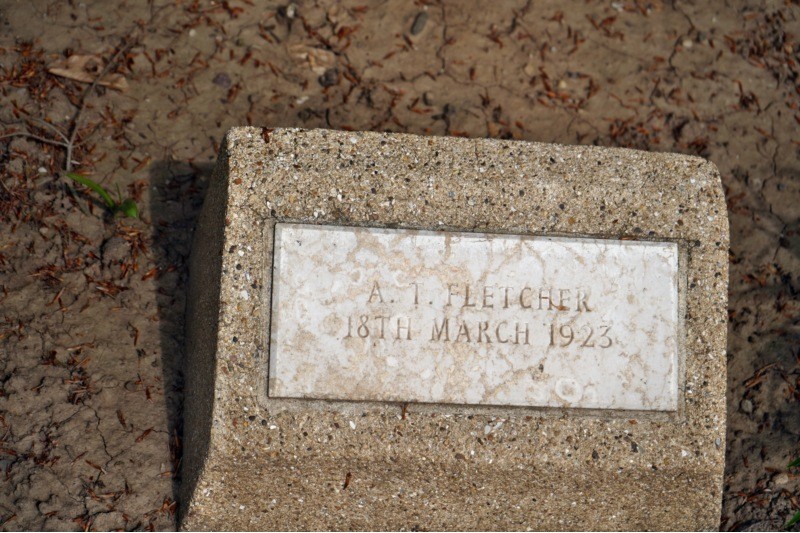 A. T. FLETCHER
18TH MARCH 1923